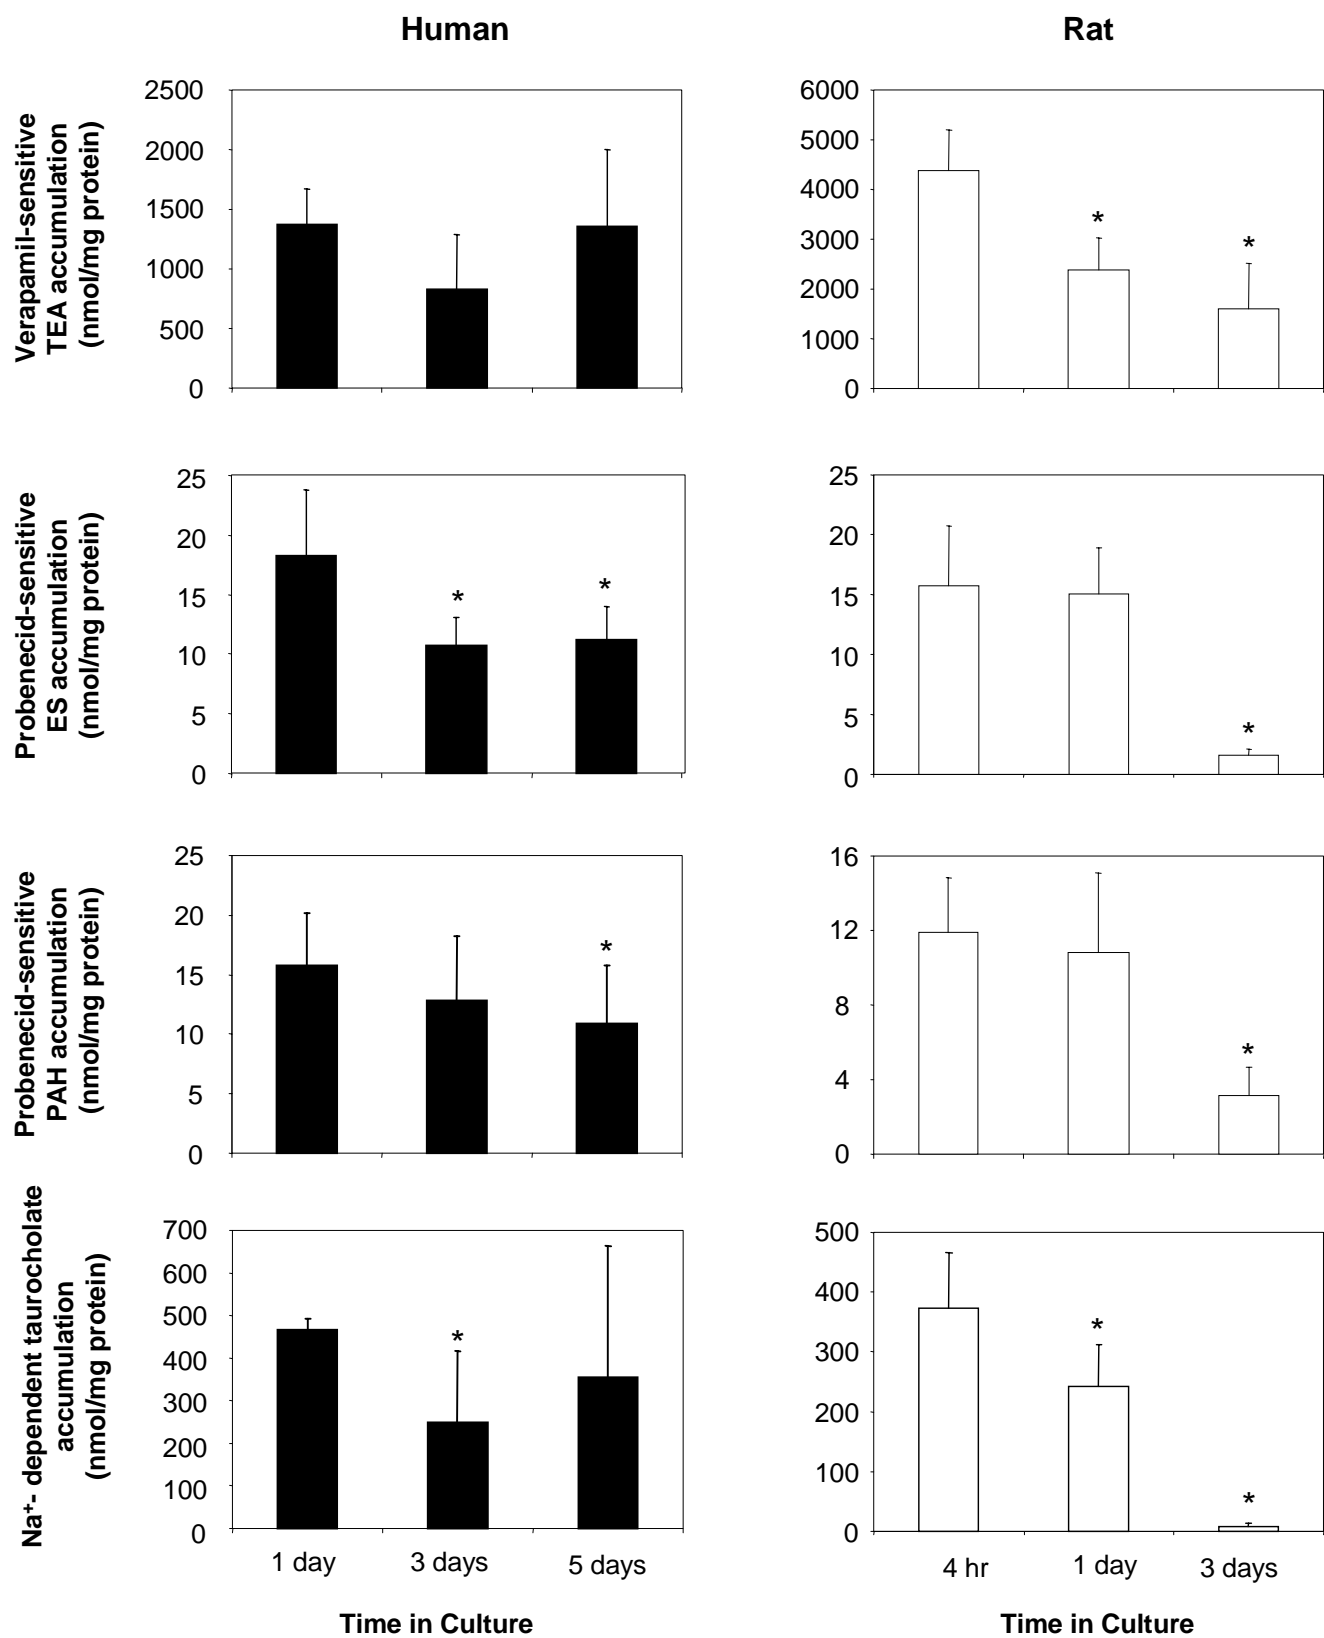 Human
Rat
Verapamil-sensitive
TEA accumulation
(nmol/mg protein)
2500
2000
1500
1000
500
0
6000
5000
4000
3000
2000
1000
0
*
*
Probenecid-sensitive
ES accumulation
(nmol/mg protein)
25
20
15
10
5
0
*
*
25
20
15
10
5
0
*
Probenecid-sensitive
PAH accumulation
(nmol/mg protein)
25
20
15
10
5
0
*
16
12
8
4
0
*
Na⁺- dependent taurocholate
accumulation
(nmol/mg protein)
700
600
500
400
300
200
100
0
*
1 day
3 days
5 days
Time in Culture
500
400
300
200
100
0
*
*
4 hr
1 day
3 days
Time in Culture